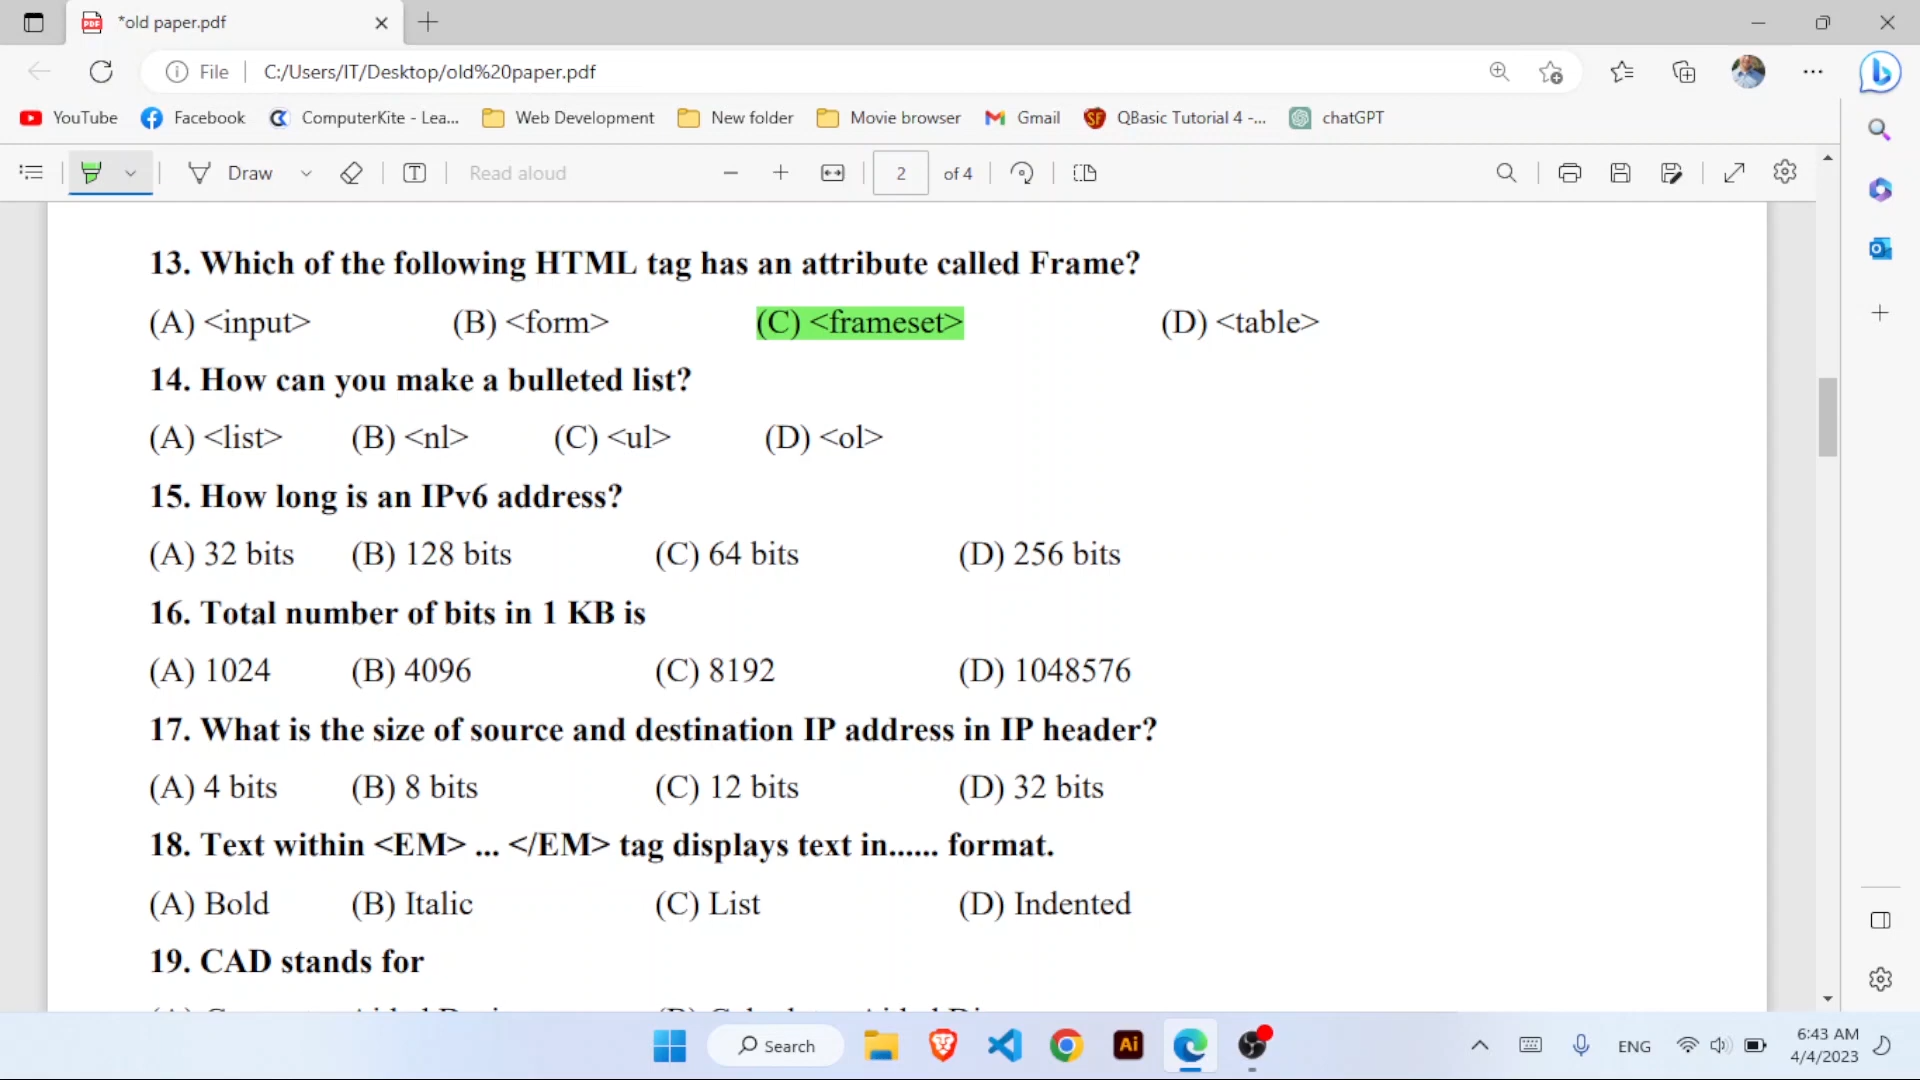 *old paper.pdf
File C:/Users/IT/Desktop/old%20paper.pdf
YouTube Facebook ComputerKite - Lea... Web Development New folder Movie browser Gmail QBasic Tutorial 4 -... chatGPT
Draw Read aloud 2 of 4
13. Which of the following HTML tag has an attribute called Frame?
(A) <input> (B) <form> (C) <frameset> (D) <table>
14. How can you make a bulleted list?
(A) <list> (B) <nl> (C) <ul> (D) <ol>
15. How long is an IPv6 address?
(A) 32 bits (B) 128 bits (C) 64 bits (D) 256 bits
16. Total number of bits in 1 KB is
(A) 1024 (B) 4096 (C) 8192 (D) 1048576
17. What is the size of source and destination IP address in IP header?
(A) 4 bits (B) 8 bits (C) 12 bits (D) 32 bits
18. Text within <EM> ... </EM> tag displays text in...... format.
(A) Bold (B) Italic (C) List (D) Indented
19. CAD stands for
Search ENG 6:43 AM
4/4/2023